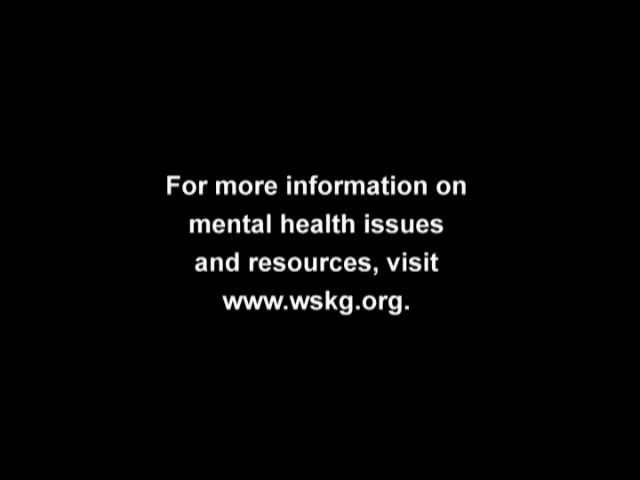 For more information on
mental health issues
and resources, visit
www.wskg.org.